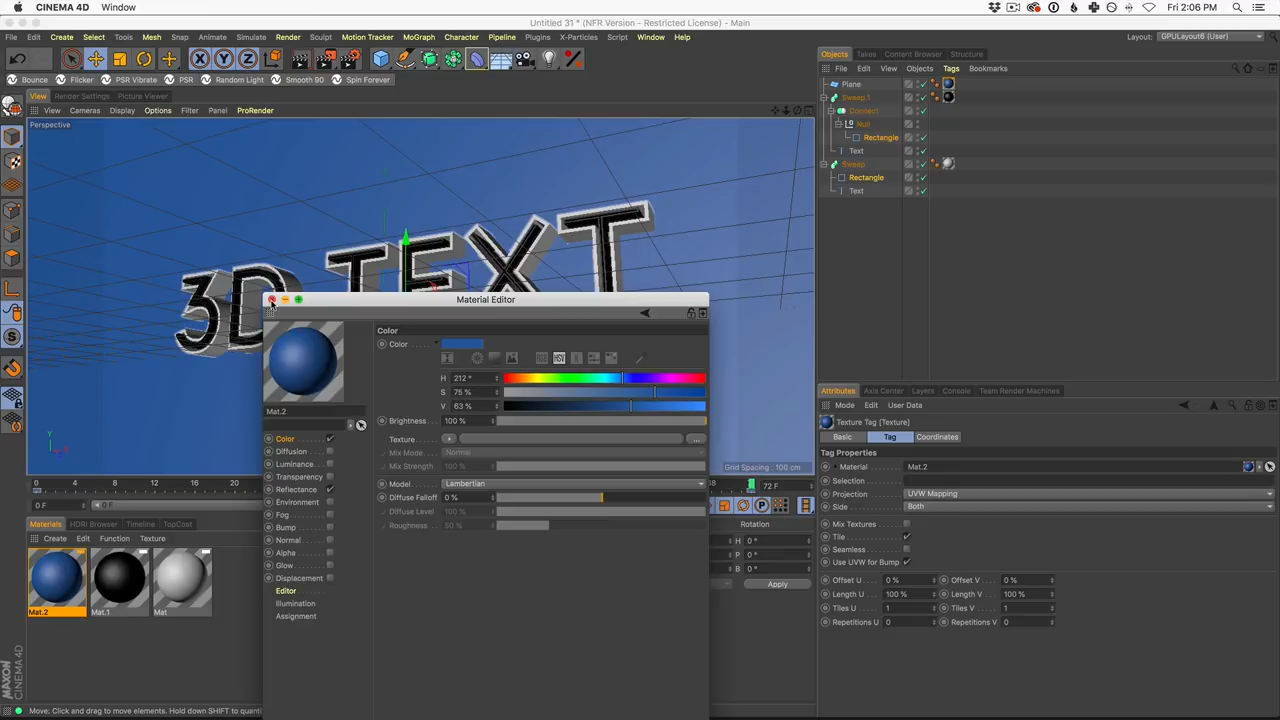 CINEMA 4D Window
Fri 2:06 PM
Untitled 31 * (NFR Version - Restricted License) - Main
File Edit Create Select Tools Mesh Snap Animate Simulate Render Sculpt Motion Tracker MoGraph Character Pipeline Plugins X-Particles Script Window Help
Layout: GPULayout6 (User)
Bounce Flicker PSR Vibrate PSR Random Light Smooth 90 Spin Forever
View Render Settings Picture Viewer
View Cameras Display Options Filter Panel ProRender
Perspective
3D TEXT
Grid Spacing : 100 cm
Objects Takes Content Browser Structure
File Edit View Objects Tags Bookmarks
Plane
Sweep.1
Connect
Null
Rectangle
Text
Sweep
Rectangle
Text
Material Editor
Mat.2
Color
Diffusion
Luminance
Transparency
Reflectance
Environment
Fog
Bump
Normal
Alpha
Glow
Displacement
Editor
Illumination
Assignment
Color
Color
H 212 °
S 75 %
V 63 %
Brightness 100 %
Texture
Mix Mode Normal
Mix Strength 100 %
Model Lambertian
Diffuse Falloff 0 %
Diffuse Level 100 %
Roughness 50 %
0 F
72 F
Rotation
H 0 °
P 0 °
B 0 °
Apply
Materials HDRI Browser Timeline TopCoat
Create Edit Function Texture
Mat.2 Mat.1 Mat
Attributes Axis Center Layers Console Team Render Machines
Mode Edit User Data
Texture Tag [Texture]
Basic Tag Coordinates
Tag Properties
Material Mat.2
Selection
Projection UVW Mapping
Side Both
Mix Textures
Tile
Seamless
Use UVW for Bump
Offset U 0 % Offset V 0 %
Length U 100 % Length V 100 %
Tiles U 1 Tiles V 1
Repetitions U 0 Repetitions V 0
MAXON CINEMA 4D
Move: Click and drag to move elements. Hold down SHIFT to quanti